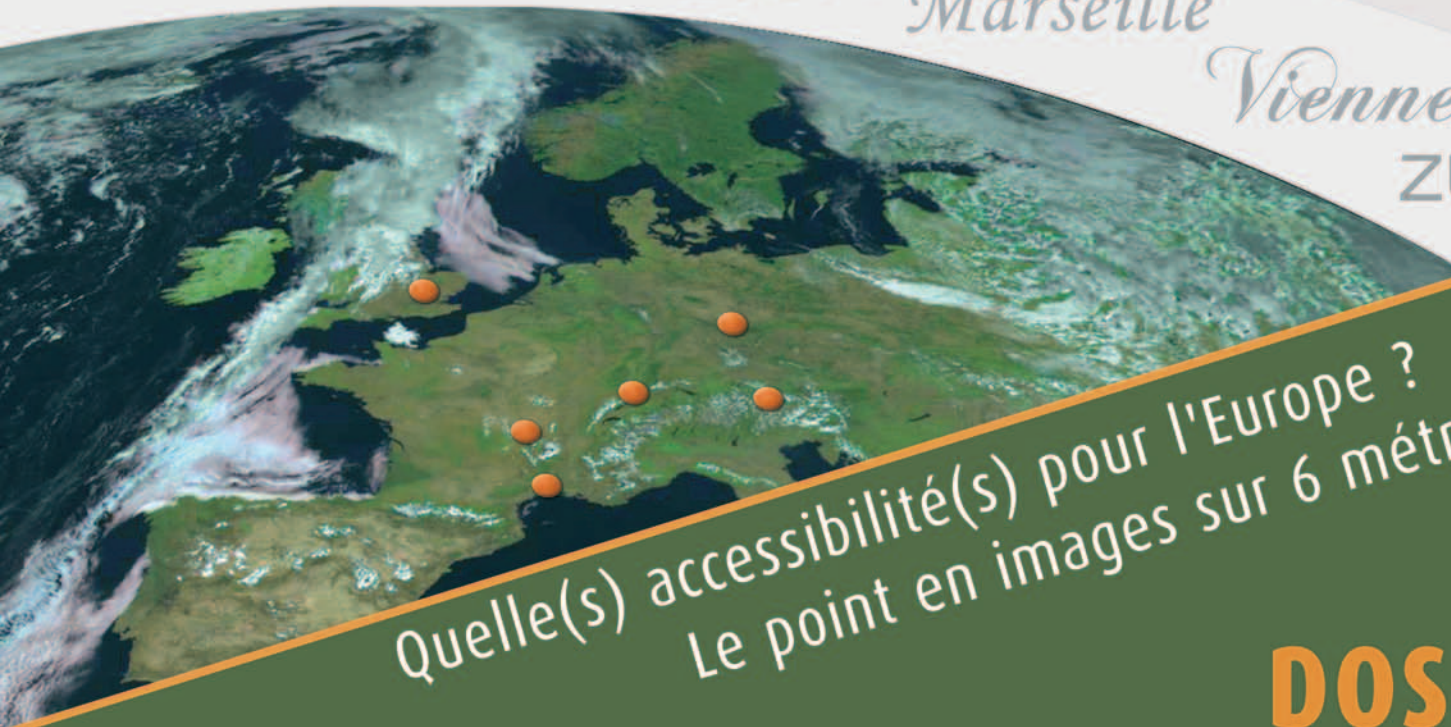 Marseille
Vienne
Quelle(s) accessibilité(s) pour l'Europe ?
Le point en images sur 6
DOS